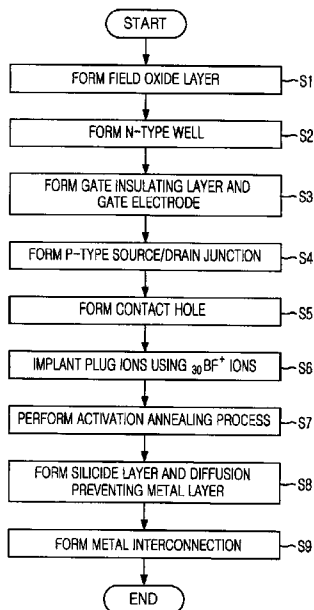 START
FORM FIELD OXIDE LAYER
S1
FORM N-TYPE WELL
S2
FORM GATE INSULATING LAYER AND
GATE ELECTRODE
S3
FORM P-TYPE SOURCE/DRAIN JUNCTION
S4
FORM CONTACT HOLE
S5
IMPLANT PLUG IONS USING ₃₀BF⁺ IONS
S6
PERFORM ACTIVATION ANNEALING PROCESS
S7
FORM SILICIDE LAYER AND DIFFUSION
PREVENTING METAL LAYER
S8
FORM METAL INTERCONNECTION
S9
END